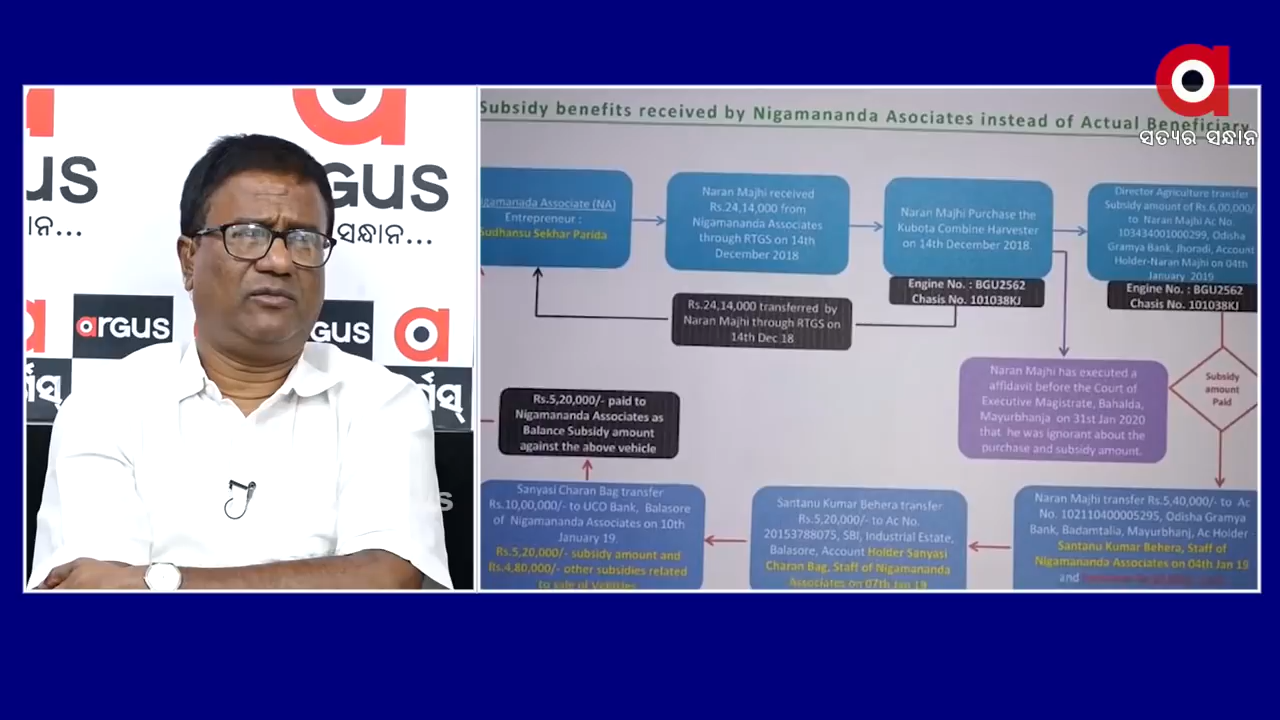 a
ସତ୍ୟର ସନ୍ଧାନ
argus
Subsidy benefits received by Nigamananda Asociates instead of Actual Beneficiary
Associate (NA)
Entrepreneur :
Sudhansu Sekhar Parida
Naran Majhi received
Rs.24,14,000 from
Nigamananda Associates
through RTGS on 14th
December 2018
Naran Majhi Purchase the
Kubota Combine Harvester
on 14th December 2018.
Engine No. : BGU2562
Chasis No. 101038KJ
Director Agriculture transfer
Subsidy amount of Rs.6,00,000/-
to Naran Majhi Ac No.
103434001000299, Odisha
Gramya Bank, Jhoradi, Account
Holder-Naran Majhi on 04th
January 2019
Engine No. : BGU2562
Chasis No. 101038KJ
Rs.24,14,000 transferred by
Naran Majhi through RTGS on
14th Dec 18
Naran Majhi has executed a
affidavit before the Court of
Executive Magistrate, Bahalda,
Mayurbhanja on 31st Jan 2020
that he was ignorant about the
purchase and subsidy amount.
Subsidy
amount
Paid
Rs.5,20,000/- paid to
Nigamananda Associates as
Balance Subsidy amount
against the above vehicle
Sanyasi Charan Bag transfer
Rs.10,00,000/- to UCO Bank, Balasore
of Nigamananda Associates on 10th
January 19.
Rs.5,20,000/- subsidy amount and
Rs.4,80,000/- other subsidies related
to sale of Vehicles
Santanu Kumar Behera transfer
Rs.5,20,000/- to Ac No.
20153788075, SBI, Industrial Estate,
Balasore, Account Holder Sanyasi
Charan Bag, Staff of Nigamananda
Associates on 07th Jan 19
Naran Majhi transfer Rs.5,40,000/- to Ac
No. 102110400005295, Odisha Gramya
Bank, Badamtalia, Mayurbhanj, Ac Holder
Santanu Kumar Behera, Staff of
Nigamananda Associates on 04th Jan 19
and